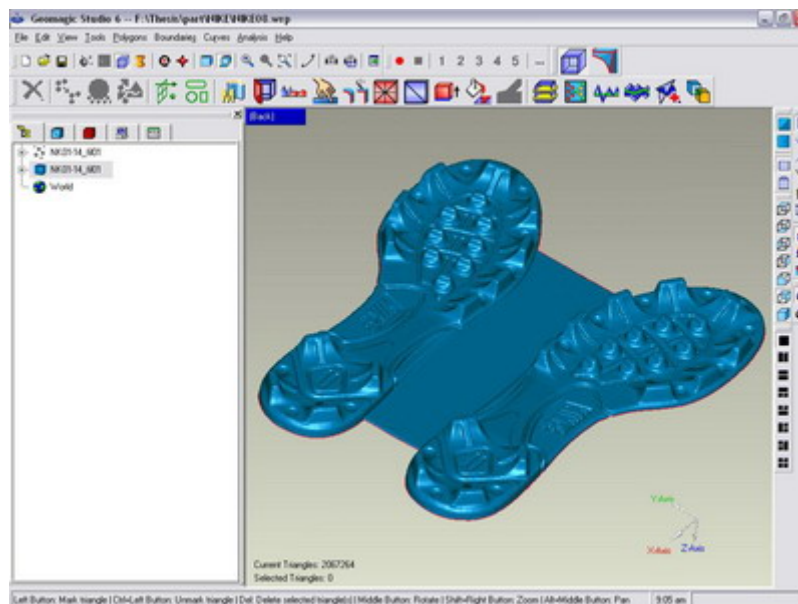 Geomagic Studio 6 -- F:\Thesis\part\NIKE\NIKE08.wrp
File Edit View Tools Polygons Boundaries Curves Analysis Help
1 2 3 4 5 ...
[Back]
World
Y-Axis
X-Axis Z-Axis
Current Triangles: 2067264
Selected Triangles: 0
Left Button: Mark triangle | Ctrl+Left Button: Unmark triangle | Del: Delete selected triangle(s) | Middle Button: Rotate | Shift+Right Button: Zoom | Alt+Middle Button: Pan 9:05 am